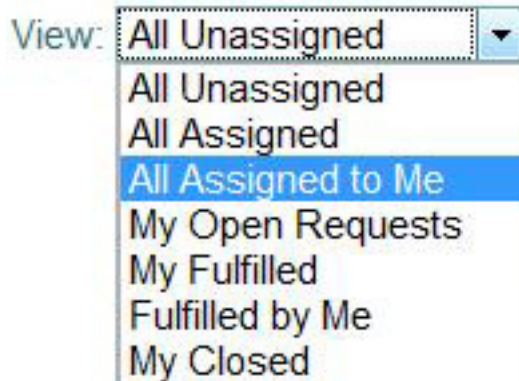 View: All Unassigned
All Unassigned
All Assigned
All Assigned to Me
My Open Requests
My Fulfilled
Fulfilled by Me
My Closed